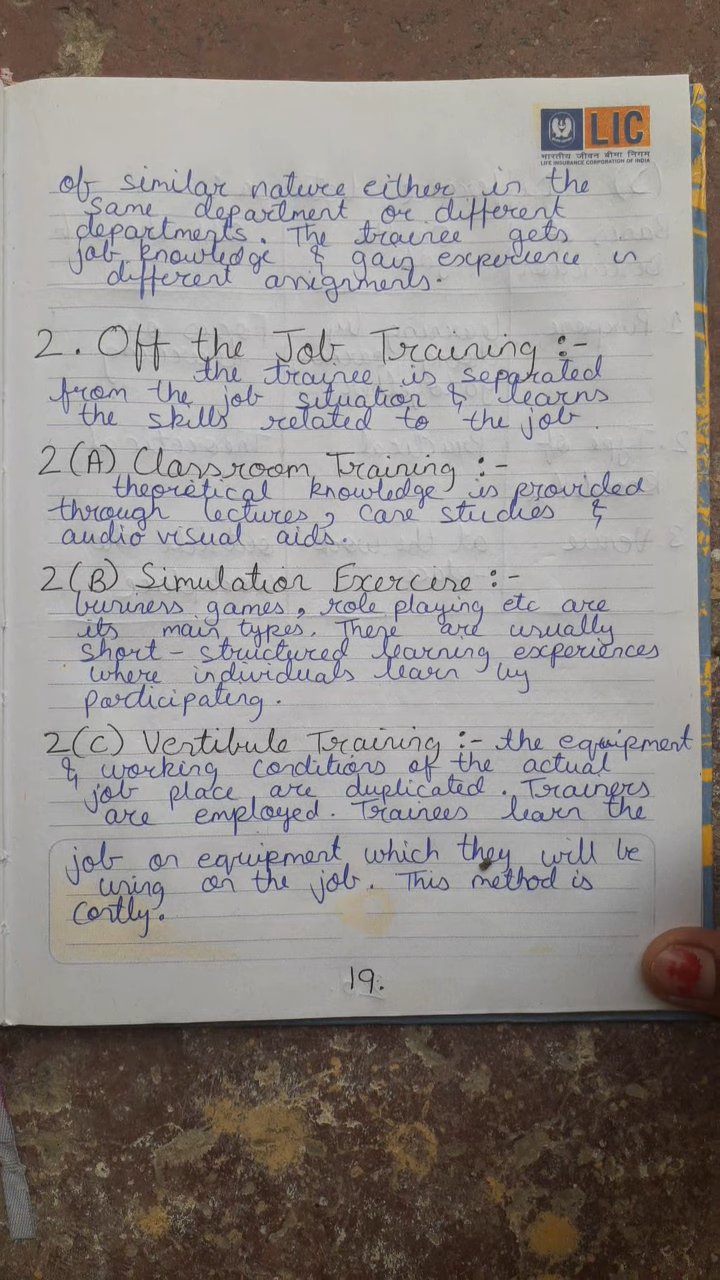 LIC
भारतीय जीवन बीमा निगम
LIFE INSURANCE CORPORATION OF INDIA
of similar nature either in the
same department or different
departments. The trainee gets
job knowledge & gain experience in
different assignments.
2. Off the Job Training :-
the trainee is separated
from the job situation & learns
the skills related to the job.
2(A) Classroom Training :-
theoretical knowledge is provided
through lectures, case studies &
audio visual aids.
2(B) Simulation Exercise :-
business games, role playing etc are
its main types. These are usually
short-structured learning experiences
where individuals learn by
participating.
2(C) Vestibule Training :- the equipment
& working conditions of the actual
job place are duplicated. Trainers
are employed. Trainees learn the
job on equipment which they will be
using on the job. This method is
costly.
19.